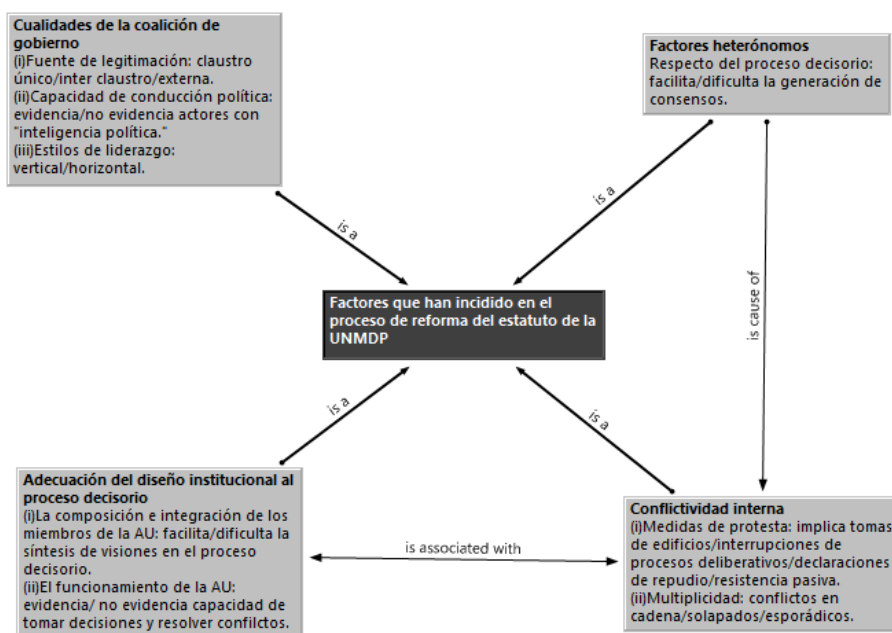 Cualidades de la coalición de
gobierno
(i)Fuente de legitimación: claustro
único/inter claustro/externa.
(ii)Capacidad de conducción política:
evidencia/no evidencia actores con
"inteligencia política."
(iii)Estilos de liderazgo:
vertical/horizontal.
Factores heterónomos
Respecto del proceso decisorio:
facilita/dificulta la generación de
consensos.
is a
is a
is cause of
Factores que han incidido en el
proceso de reforma del estatuto de la
UNMDP
is a
is a
Adecuación del diseño institucional al
proceso decisorio
(i)La composición e integración de los
miembros de la AU: facilita/dificulta la
síntesis de visiones en el proceso
decisorio.
(ii)El funcionamiento de la AU:
evidencia/ no evidencia capacidad de
tomar decisiones y resolver confilctos.
is associated with
Conflictividad interna
(i)Medidas de protesta: implica tomas
de edificios/interrupciones de
procesos deliberativos/declaraciones
de repudio/resistencia pasiva.
(ii)Multiplicidad: conflictos en
cadena/solapados/esporádicos.